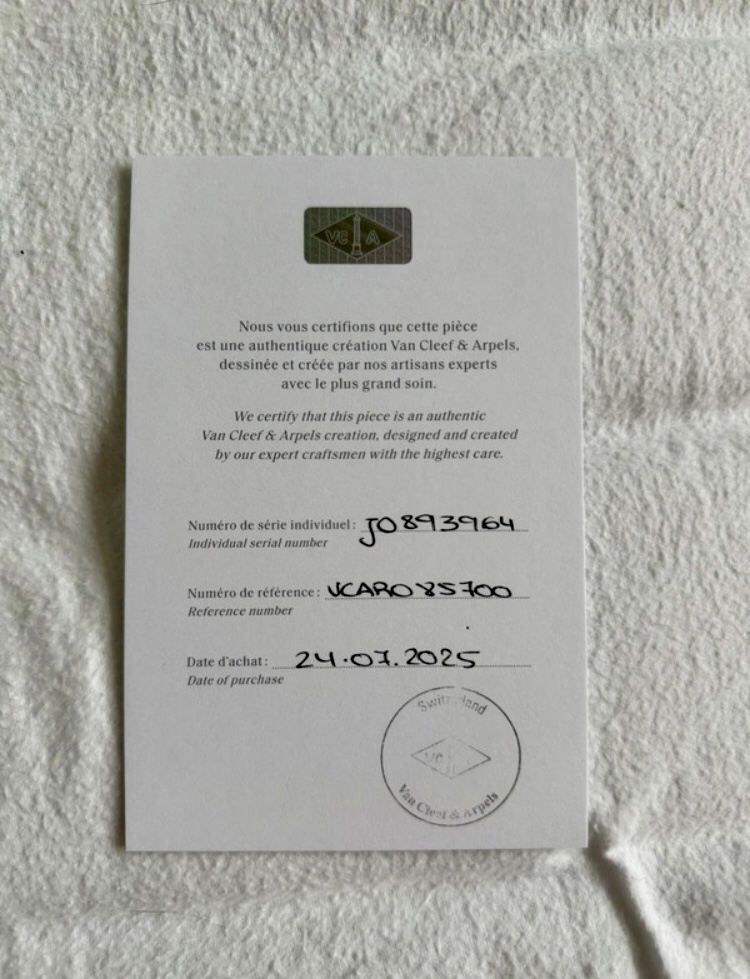 VC A
Nous vous certifions que cette pièce
est une authentique création Van Cleef & Arpels,
dessinée et créée par nos artisans experts
avec le plus grand soin.
We certify that this piece is an authentic
Van Cleef & Arpels creation, designed and created
by our expert craftsmen with the highest care.
Numéro de série individuel : JO893964
Individual serial number
Numéro de référence : VCARO85700
Reference number
Date d'achat : 24.07.2025
Date of purchase
Switzerland
VC
Van Cleef & Arpels